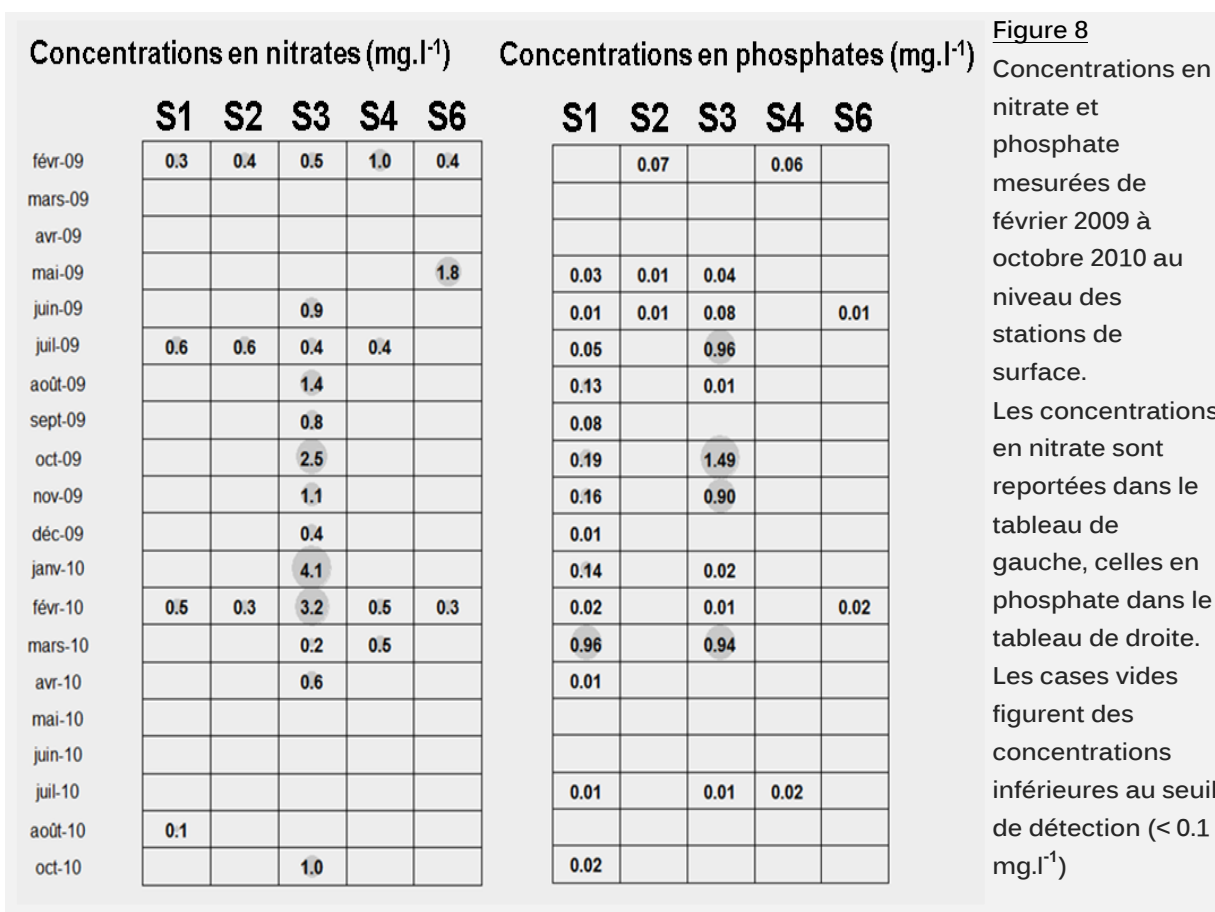 Concentrations en nitrates (mg.l-1)
S1 S2 S3 S4 S6
févr-09 0.3 0.4 0.5 1.0 0.4
mars-09
avr-09
mai-09 1.8
juin-09 0.9
juil-09 0.6 0.6 0.4 0.4
août-09 1.4
sept-09 0.8
oct-09 2.5
nov-09 1.1
déc-09 0.4
janv-10 4.1
févr-10 0.5 0.3 3.2 0.5 0.3
mars-10 0.2 0.5
avr-10 0.6
mai-10
juin-10
juil-10
août-10 0.1
oct-10 1.0
Concentrations en phosphates (mg.l-1)
S1 S2 S3 S4 S6
0.07 0.06
0.03 0.01 0.04
0.01 0.01 0.08 0.01
0.05 0.96
0.13 0.01
0.08
0.19 1.49
0.16 0.90
0.01
0.14 0.02
0.02 0.01 0.02
0.96 0.94
0.01
0.01 0.01 0.02
0.02
Figure 8
Concentrations en
nitrate et
phosphate
mesurées de
février 2009 à
octobre 2010 au
niveau des
stations de
surface.
Les concentrations
en nitrate sont
reportées dans le
tableau de
gauche, celles en
phosphate dans le
tableau de droite.
Les cases vides
figurent des
concentrations
inférieures au seuil
de détection (< 0.1
mg.l-1)